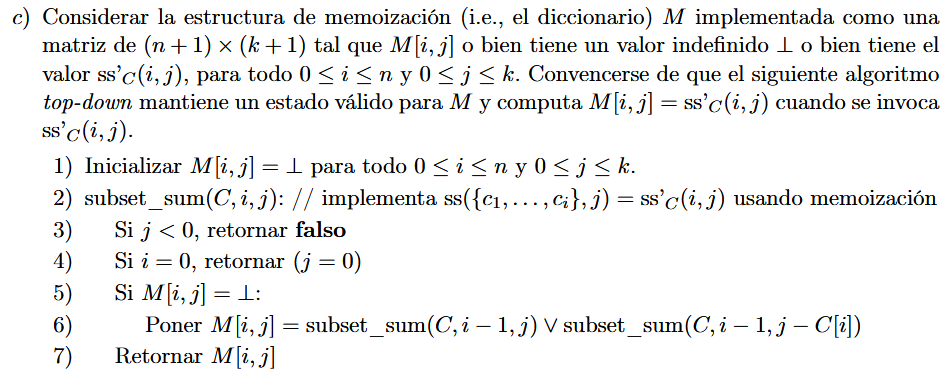 c) Considerar la estructura de memoización (i.e., el diccionario) M implementada como una
matriz de (n + 1) × (k + 1) tal que M[i, j] o bien tiene un valor indefinido ⊥ o bien tiene el
valor ss’C(i, j), para todo 0 ≤ i ≤ n y 0 ≤ j ≤ k. Convencerse de que el siguiente algoritmo
top-down mantiene un estado válido para M y computa M[i, j] = ss’C(i, j) cuando se invoca
ss’C(i, j).
1) Inicializar M[i, j] = ⊥ para todo 0 ≤ i ≤ n y 0 ≤ j ≤ k.
2) subset_sum(C, i, j): // implementa ss({c1, . . . , ci}, j) = ss’C(i, j) usando memoización
3) Si j < 0, retornar falso
4) Si i = 0, retornar (j = 0)
5) Si M[i, j] = ⊥:
6) Poner M[i, j] = subset_sum(C, i − 1, j) ∨ subset_sum(C, i − 1, j − C[i])
7) Retornar M[i, j]